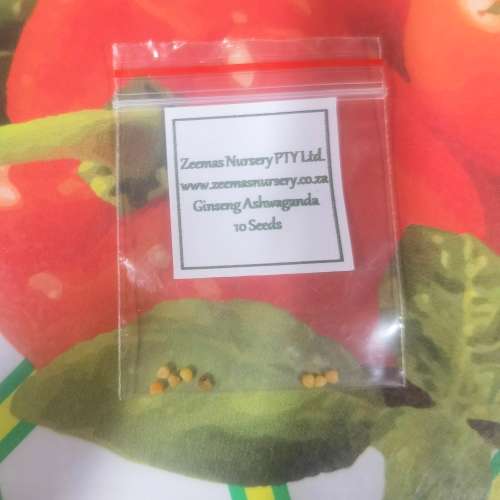 Zeemas Nursery PTY Ltd.
www.zeemasnursery.co.za
Ginseng Ashwaganda
10 Seeds